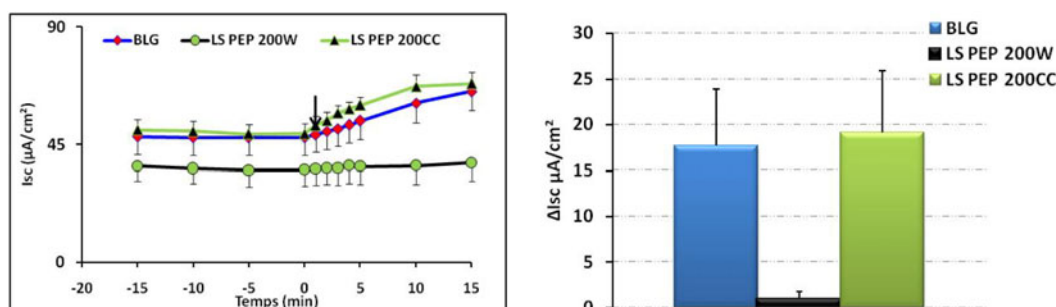 90
BLG LS PEP 200W LS PEP 200CC
Isc (µA/cm²)
45
0
-20 -15 -10 -5 0 5 10 15
Temps (min)
30
25
20
15
10
5
0
ΔIsc µA/cm²
BLG
LS PEP 200W
LS PEP 200CC